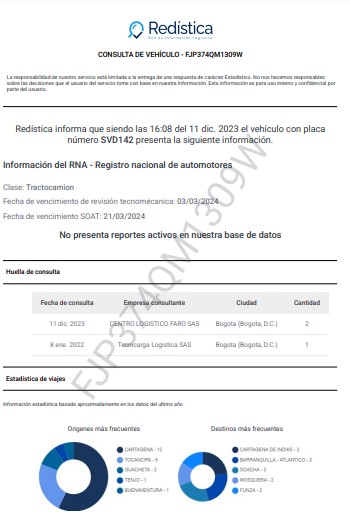 Redística
Red de Información Logística
CONSULTA DE VEHÍCULO - FJP374QM1309W
La responsabilidad de nuestro servicio está limitada a la entrega de una respuesta de carácter Estadístico. No nos hacemos responsables
sobre las decisiones que el usuario del servicio tome con base en nuestra Información. Esta información es para uso interno y confidencial por
parte del usuario.
Redística informa que siendo las 16:08 del 11 dic. 2023 el vehículo con placa
número SVD142 presenta la siguiente información.
Información del RNA - Registro nacional de automotores
Clase: Tractocamion
Fecha de vencimiento de revisión tecnomécanica: 03/03/2024
Fecha de vencimiento SOAT: 21/03/2024
No presenta reportes activos en nuestra base de datos
Huella de consulta
Fecha de consulta Empresa consultante Ciudad Cantidad
11 dic. 2023 CENTRO LOGISTICO FARO SAS Bogota (Bogota, D.C.) 2
8 ene. 2022 Tecnicarga Logistica SAS Bogota (Bogota, D.C.) 1
Estadística de viajes
Información estadística basada aproximadamente en los datos del ultimo año
Origenes más frecuentes Destinos más frecuentes
CARTAGENA - 12
TOCANCIPA - 5
GUACHETA - 2
TENJO - 1
BUENAVENTURA - 1
CARTAGENA DE INDIAS - 3
BARRANQUILLA - ATLANTICO - 3
SOACHA - 3
MOSQUERA - 2
FUNZA - 2
FJP374QM1309W